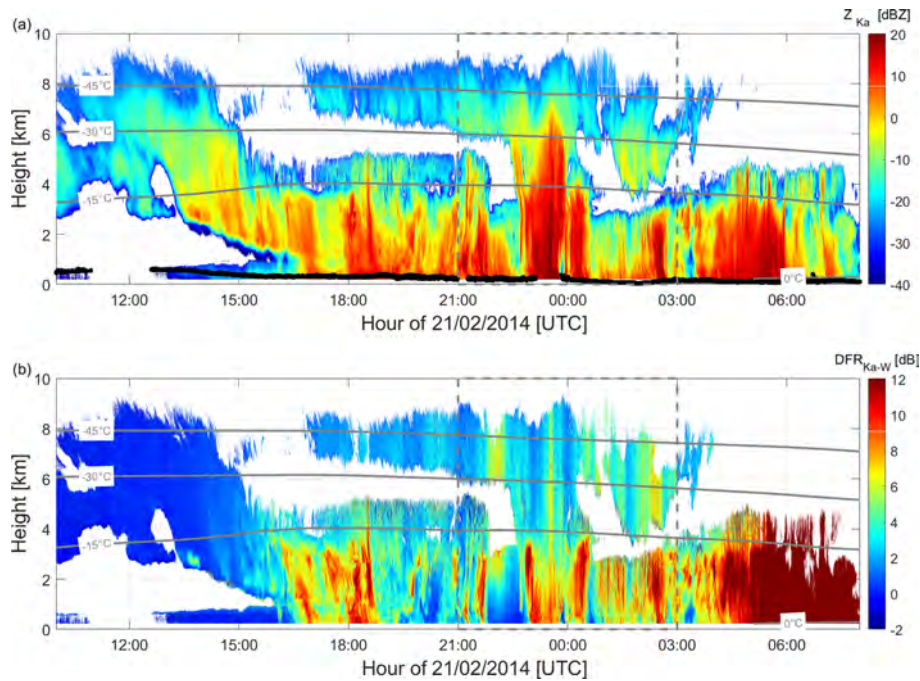 (a)
Z Ka [dBZ]
10
8
6
4
2
0
Height [km]
-45°C
-30°C
-15°C
0°C
20
10
0
-10
-20
-30
-40
12:00 15:00 18:00 21:00 00:00 03:00 06:00
Hour of 21/02/2014 [UTC]
(b)
DFR Ka-W [dB]
10
8
6
4
2
0
Height [km]
-45°C
-30°C
-15°C
0°C
12
10
8
6
4
2
0
-2
12:00 15:00 18:00 21:00 00:00 03:00 06:00
Hour of 21/02/2014 [UTC]